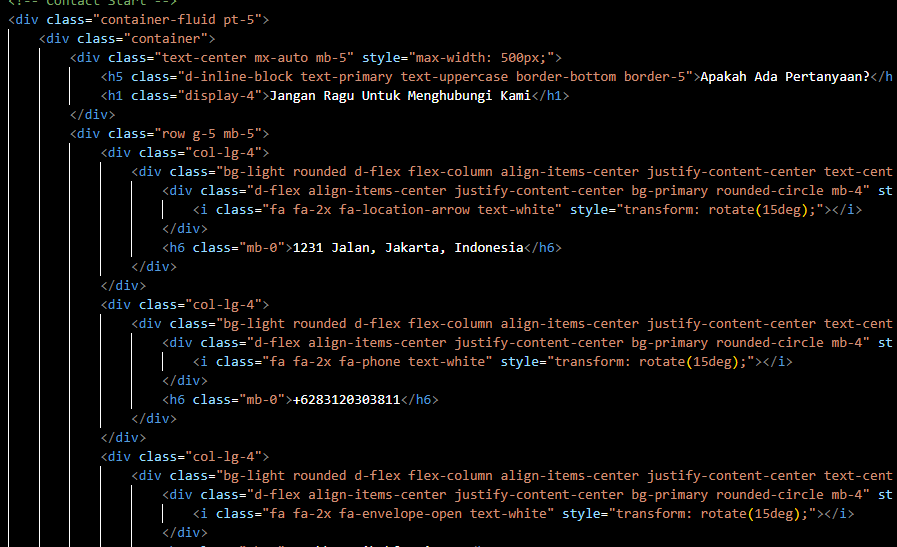 <!-- Contact Start -->
<div class="container-fluid pt-5">
<div class="container">
<div class="text-center mx-auto mb-5" style="max-width: 500px;">
<h5 class="d-inline-block text-primary text-uppercase border-bottom border-5">Apakah Ada Pertanyaan?</h
<h1 class="display-4">Jangan Ragu Untuk Menghubungi Kami</h1>
</div>
<div class="row g-5 mb-5">
<div class="col-lg-4">
<div class="bg-light rounded d-flex flex-column align-items-center justify-content-center text-cent
<div class="d-flex align-items-center justify-content-center bg-primary rounded-circle mb-4" st
<i class="fa fa-2x fa-location-arrow text-white" style="transform: rotate(15deg);"></i>
</div>
<h6 class="mb-0">1231 Jalan, Jakarta, Indonesia</h6>
</div>
</div>
<div class="col-lg-4">
<div class="bg-light rounded d-flex flex-column align-items-center justify-content-center text-cent
<div class="d-flex align-items-center justify-content-center bg-primary rounded-circle mb-4" st
<i class="fa fa-2x fa-phone text-white" style="transform: rotate(15deg);"></i>
</div>
<h6 class="mb-0">+6283120303811</h6>
</div>
</div>
<div class="col-lg-4">
<div class="bg-light rounded d-flex flex-column align-items-center justify-content-center text-cent
<div class="d-flex align-items-center justify-content-center bg-primary rounded-circle mb-4" st
<i class="fa fa-2x fa-envelope-open text-white" style="transform: rotate(15deg);"></i>
</div>